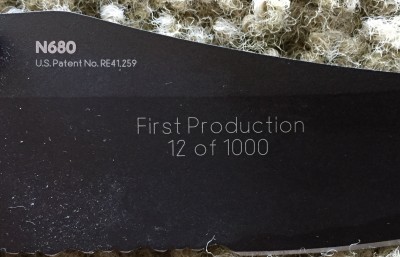 N680
U.S. Patent No. RE41,259
First Production
12 of 1000